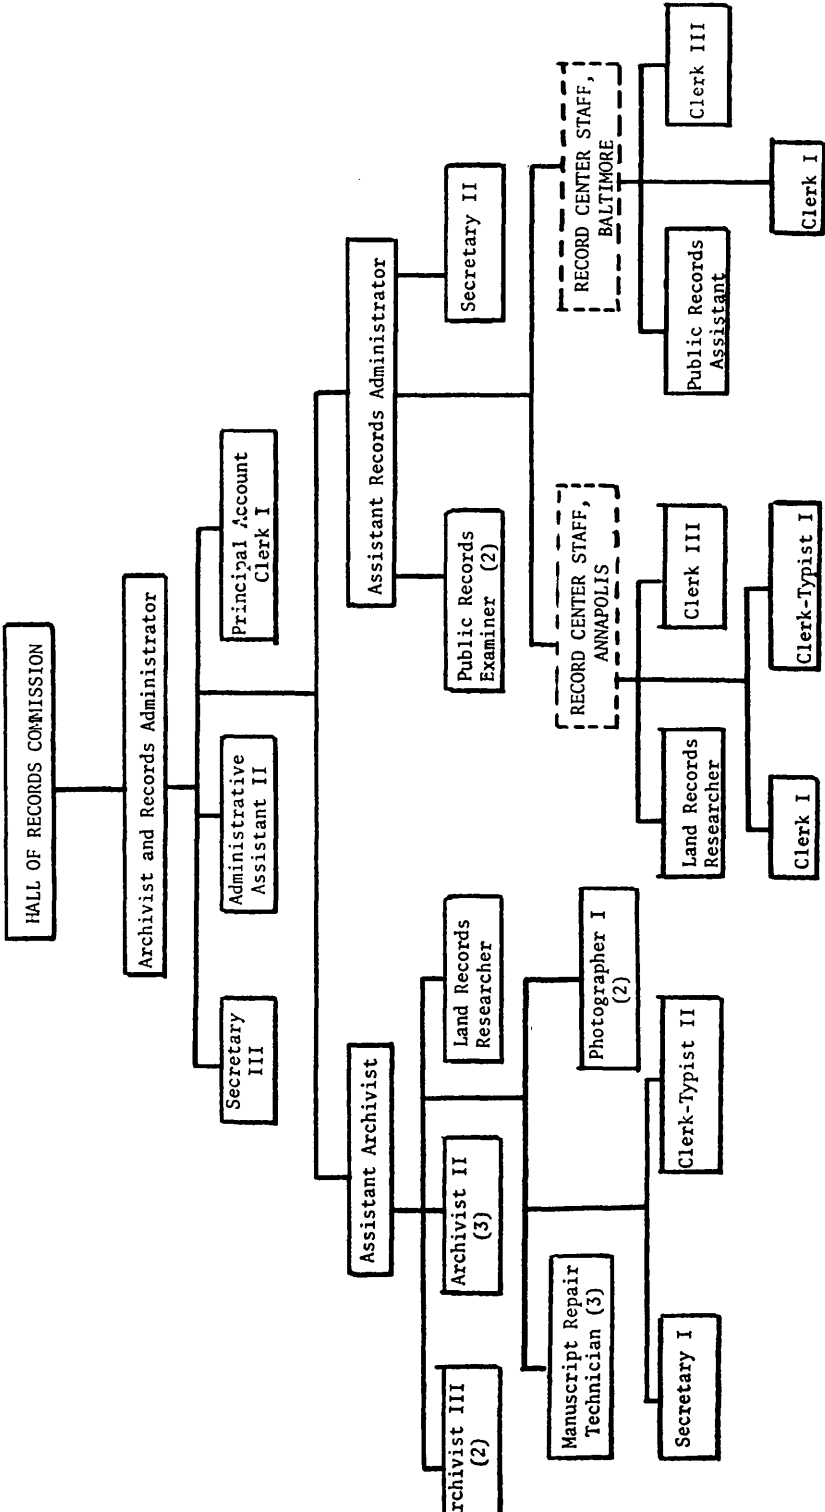 HALL OF RECORDS COMMISSION
Archivist and Records Administrator
Secretary
III
Administrative
Assistant II
Principal Account
Clerk I
Assistant Archivist
Assistant Records Administrator
rchivist III
(2)
Archivist II
(3)
Land Records
Researcher
Public Records
Examiner (2)
Secretary II
Manuscript Repair
Technician (3)
Photographer I
(2)
RECORD CENTER STAFF,
ANNAPOLIS
RECORD CENTER STAFF,
BALTIMORE
Secretary I
Clerk-Typist II
Land Records
Researcher
Clerk III
Public Records
Assistant
Clerk III
Clerk I
Clerk-Typist I
Clerk I